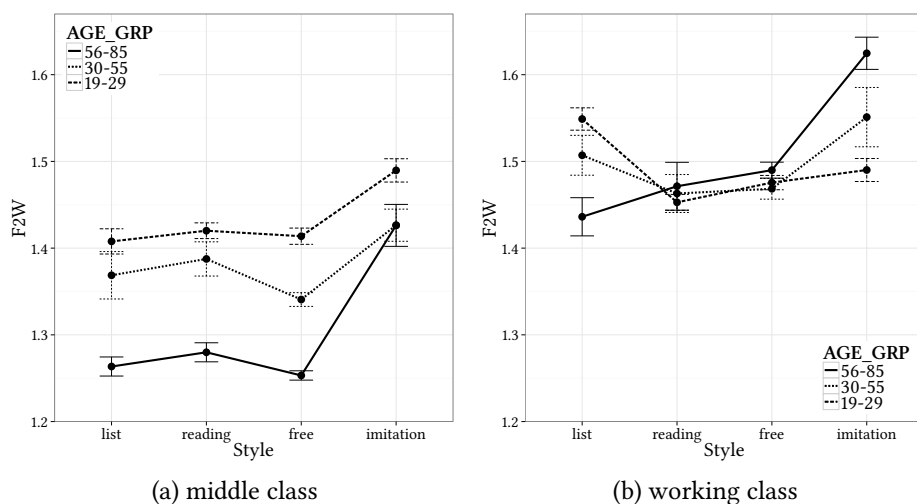 AGE_GRP
56-85
30-55
19-29
1.6
1.5
1.4
1.3
1.2
F2W
list reading free imitation
Style
(a) middle class
1.6
1.5
1.4
1.3
1.2
F2W
AGE_GRP
56-85
30-55
19-29
list reading free imitation
Style
(b) working class